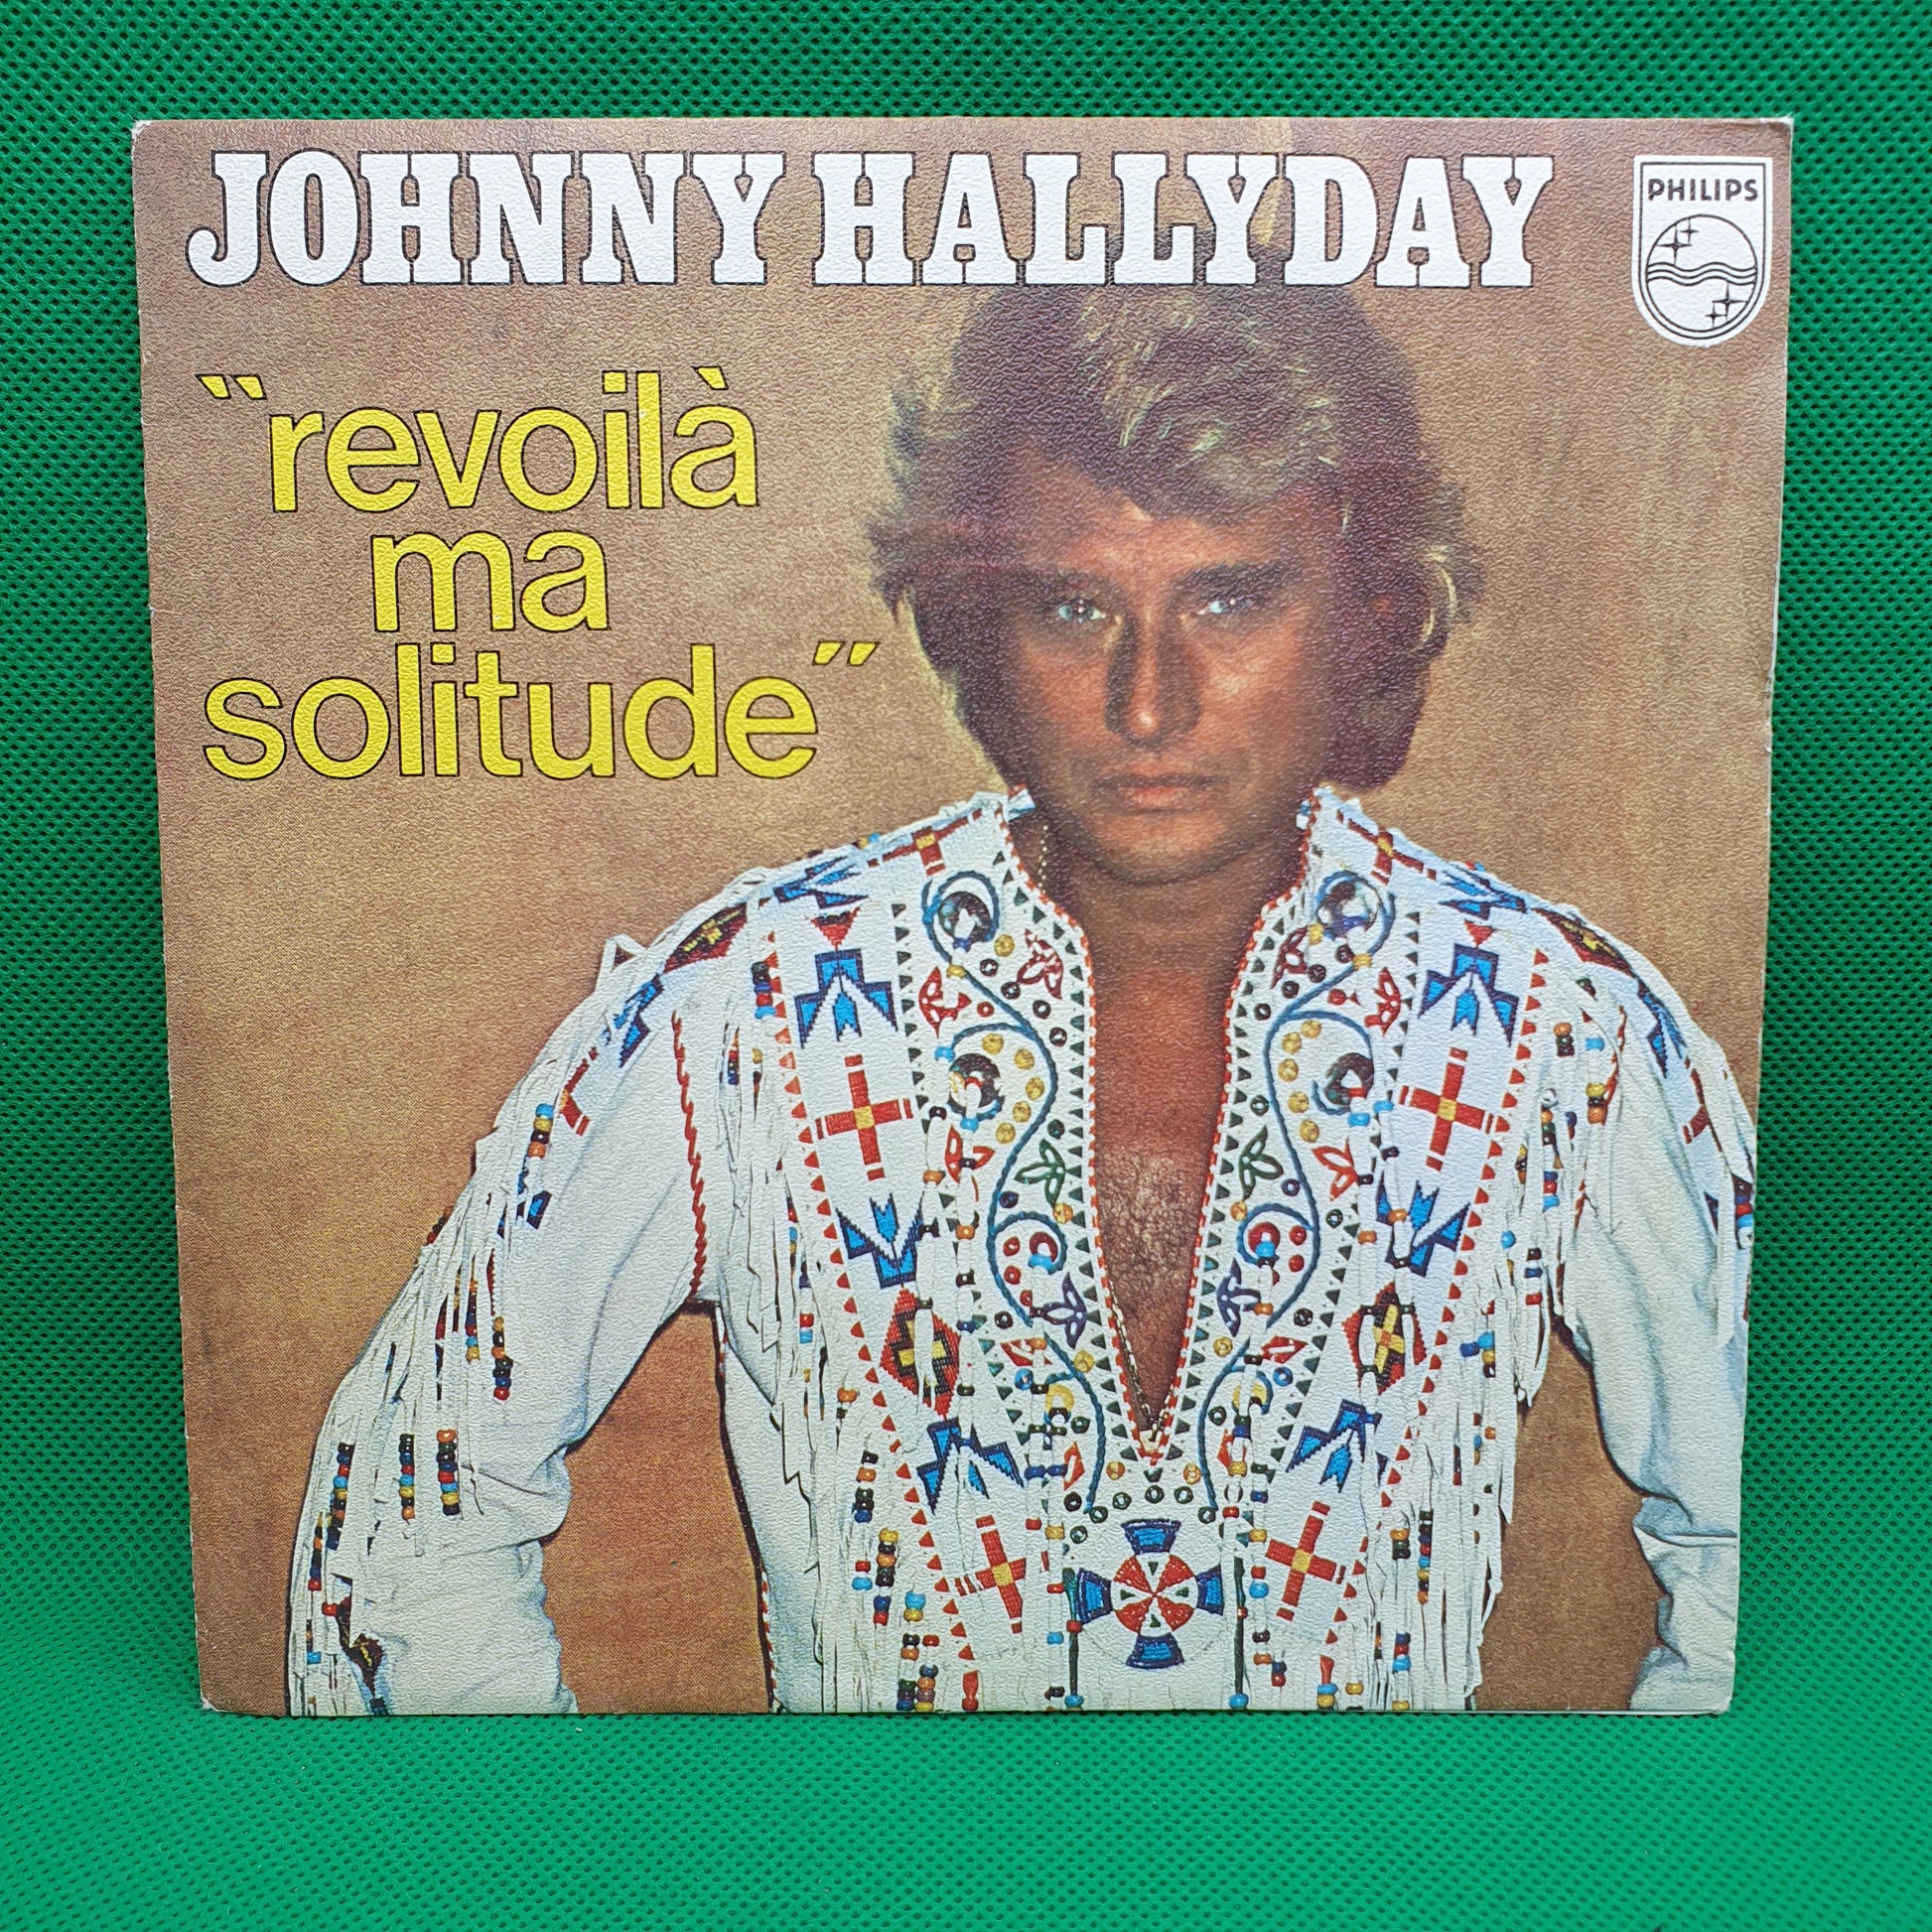 JOHNNY HALLYDAY
PHILIPS
"revoilà
ma
solitude"